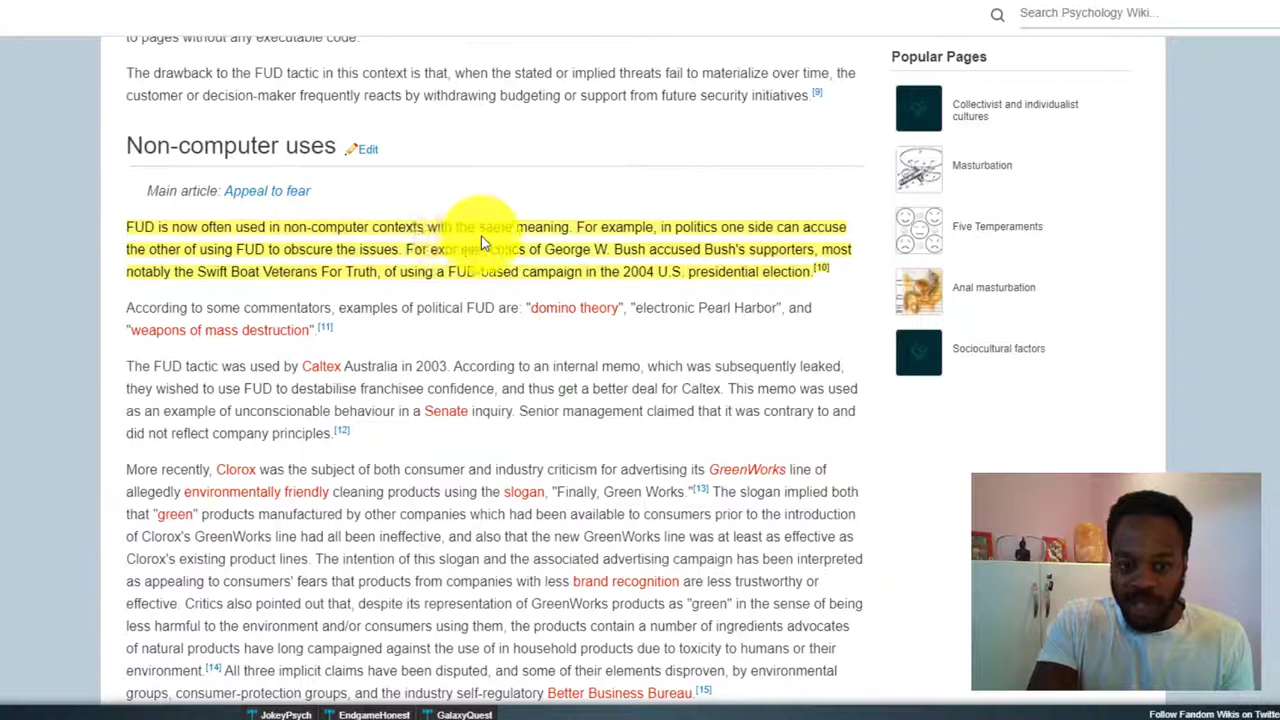 Search Psychology Wiki...
to pages without any executable code.
The drawback to the FUD tactic in this context is that, when the stated or implied threats fail to materialize over time, the
customer or decision-maker frequently reacts by withdrawing budgeting or support from future security initiatives.[9]
Non-computer uses Edit
Main article: Appeal to fear
FUD is now often used in non-computer contexts with the same meaning. For example, in politics one side can accuse
the other of using FUD to obscure the issues. For of George W. Bush accused Bush's supporters, most
notably the Swift Boat Veterans For Truth, of using a FUD-based campaign in the 2004 U.S. presidential election.[10]
According to some commentators, examples of political FUD are: "domino theory", "electronic Pearl Harbor", and
"weapons of mass destruction".[11]
The FUD tactic was used by Caltex Australia in 2003. According to an internal memo, which was subsequently leaked,
they wished to use FUD to destabilise franchisee confidence, and thus get a better deal for Caltex. This memo was used
as an example of unconscionable behaviour in a Senate inquiry. Senior management claimed that it was contrary to and
did not reflect company principles.[12]
More recently, Clorox was the subject of both consumer and industry criticism for advertising its GreenWorks line of
allegedly environmentally friendly cleaning products using the slogan, "Finally, Green Works."[13] The slogan implied both
that "green" products manufactured by other companies which had been available to consumers prior to the introduction
of Clorox's GreenWorks line had all been ineffective, and also that the new GreenWorks line was at least as effective as
Clorox's existing product lines. The intention of this slogan and the associated advertising campaign has been interpreted
as appealing to consumers' fears that products from companies with less brand recognition are less trustworthy or
effective. Critics also pointed out that, despite its representation of GreenWorks products as "green" in the sense of being
less harmful to the environment and/or consumers using them, the products contain a number of ingredients advocates
of natural products have long campaigned against the use of in household products due to toxicity to humans or their
environment.[14] All three implicit claims have been disputed, and some of their elements disproven, by environmental
groups, consumer-protection groups, and the industry self-regulatory Better Business Bureau.[15]
Popular Pages
Collectivist and individualist
cultures
Masturbation
Five Temperaments
Anal masturbation
Sociocultural factors
JokeyPsych
EndgameHonest
GalaxyQuest
Follow Fandom Wikis on Twitte